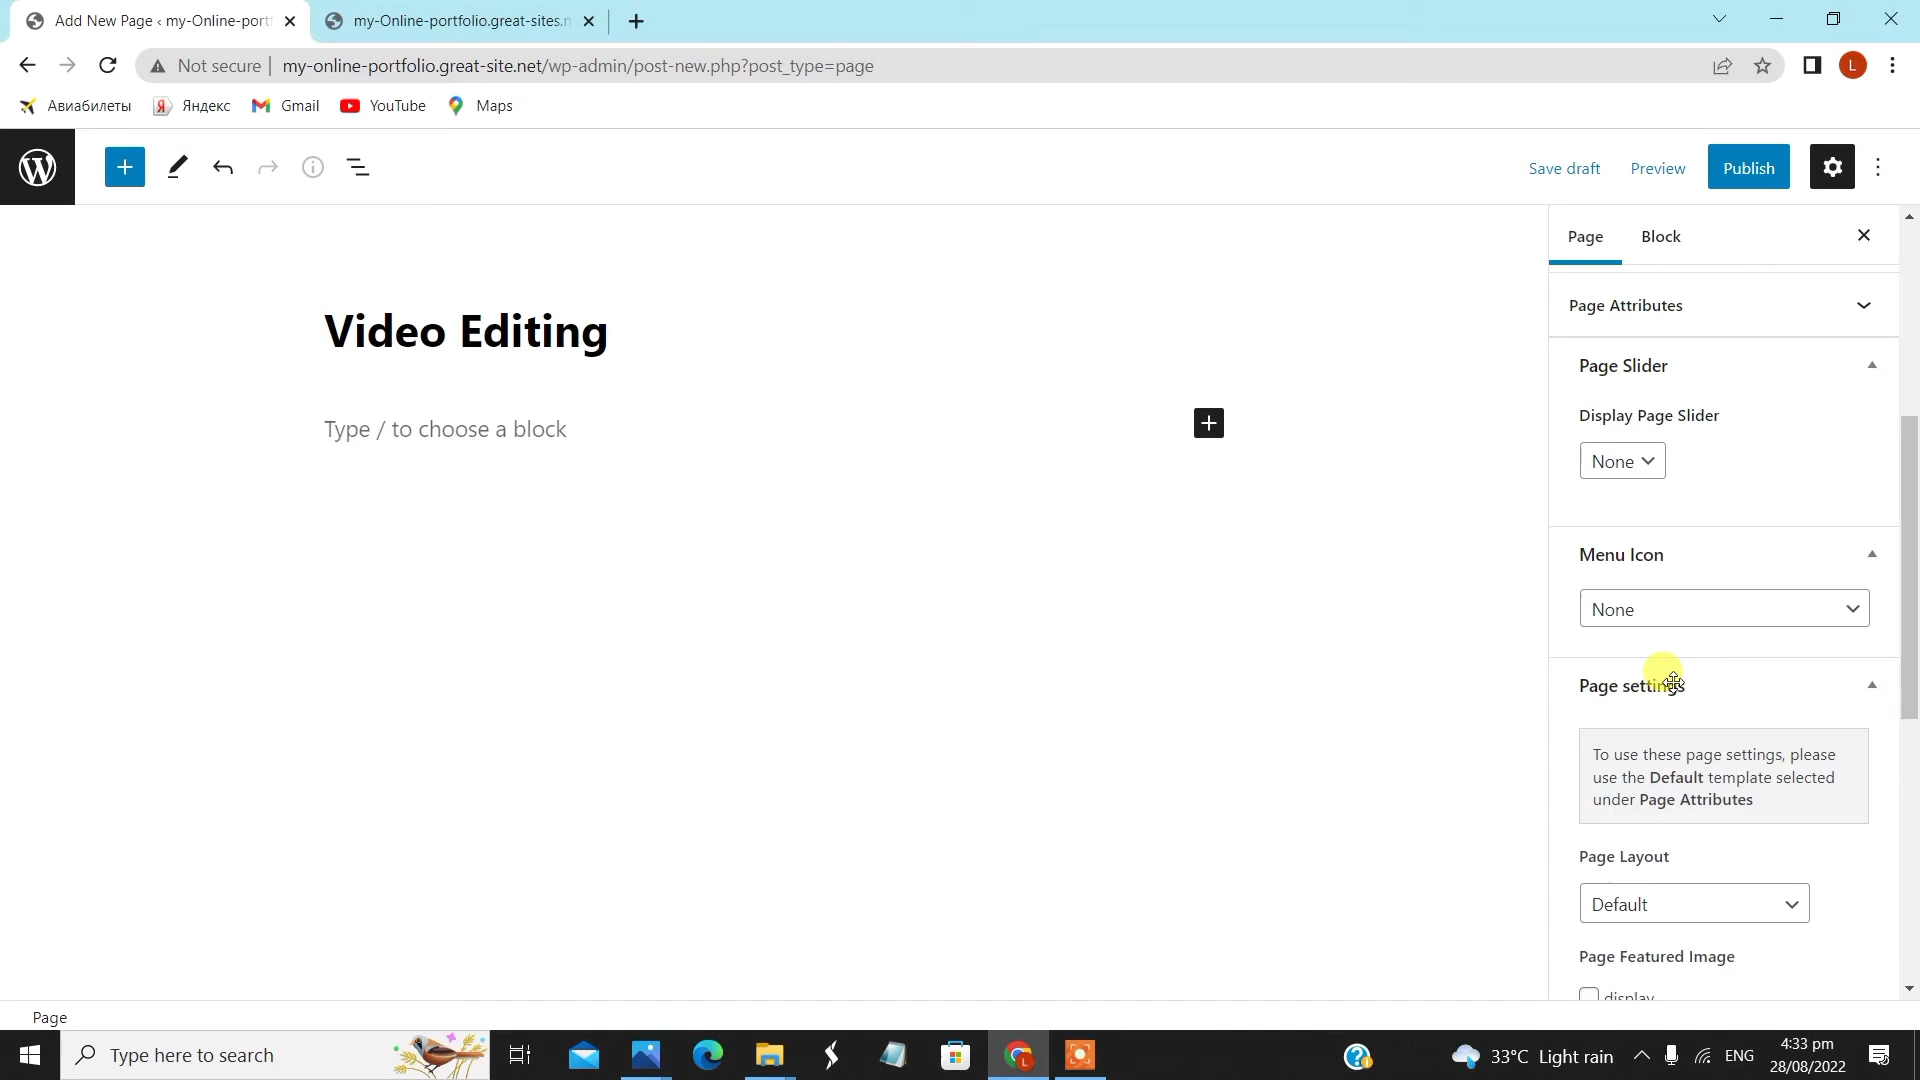 Add New Page ‹ my-Online-portf
my-Online-portfolio.great-sites.n
Not secure | my-online-portfolio.great-site.net/wp-admin/post-new.php?post_type=page
L
Авиабилеты
Яндекс
Gmail
YouTube
Maps
Save draft
Preview
Publish
Page
Block
Video Editing
Type / to choose a block
Page Attributes
Page Slider
Display Page Slider
None
Menu Icon
None
Page settings
To use these page settings, please
use the Default template selected
under Page Attributes
Page Layout
Default
Page Featured Image
display
Page
Type here to search
33°C Light rain
ENG
4:33 pm
28/08/2022